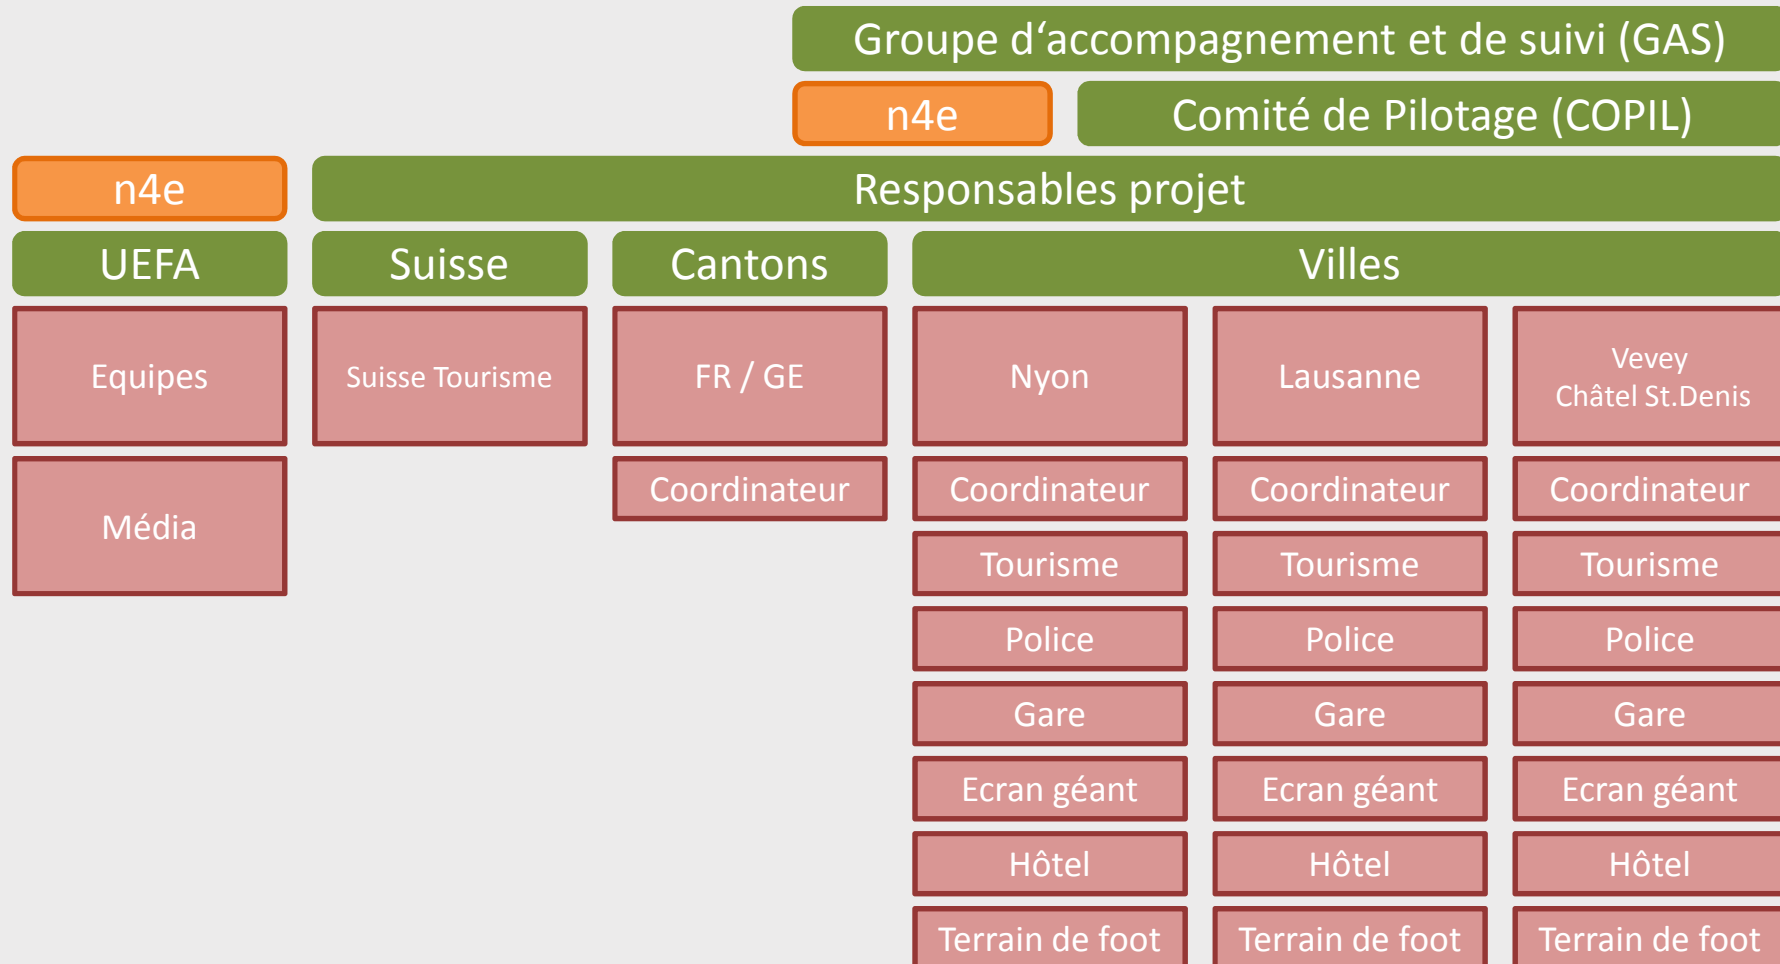 Groupe d‘accompagnement et de suivi (GAS)
n4e
Comité de Pilotage (COPIL)
n4e
Responsables projet
UEFA
Suisse
Cantons
Villes
Equipes
Suisse Tourisme
FR / GE
Nyon
Lausanne
Vevey
Châtel St.Denis
Média
Coordinateur
Coordinateur
Coordinateur
Coordinateur
Tourisme
Tourisme
Tourisme
Police
Police
Police
Gare
Gare
Gare
Ecran géant
Ecran géant
Ecran géant
Hôtel
Hôtel
Hôtel
Terrain de foot
Terrain de foot
Terrain de foot